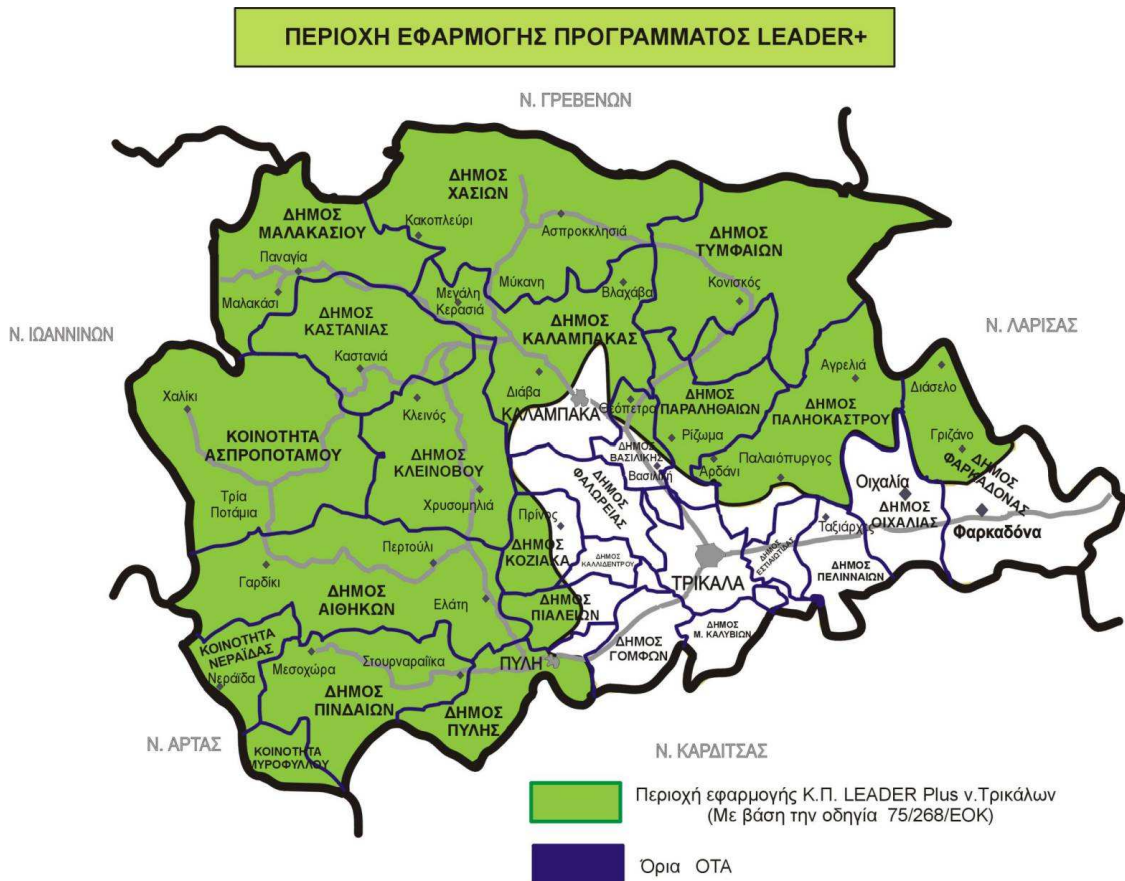 ΠΕΡΙΟΧΗ ΕΦΑΡΜΟΓΗΣ ΠΡΟΓΡΑΜΜΑΤΟΣ LEADER+
Ν. ΓΡΕΒΕΝΩΝ
ΔΗΜΟΣ
ΧΑΣΙΩΝ
ΔΗΜΟΣ
ΜΑΛΑΚΑΣΙΟΥ
Κακοπλεύρι
Ασπροκκλησιά
ΔΗΜΟΣ
ΤΥΜΦΑΙΩΝ
Παναγία
Μαλακάσι
Μεγάλη
Κερασιά
Μύκανη
Βλαχάβα
Κονισκός
Ν. ΙΩΑΝΝΙΝΩΝ
ΔΗΜΟΣ
ΚΑΣΤΑΝΙΑΣ
ΔΗΜΟΣ
ΚΑΛΑΜΠΑΚΑΣ
Ν. ΛΑΡΙΣΑΣ
Καστανιά
Αγρελιά
Διάσελο
Χαλίκι
Κλεινός
Διάβα
ΚΑΛΑΜΠΑΚΑ
Θεόπετρα
ΔΗΜΟΣ
ΠΑΡΑΛΗΘΑΙΩΝ
ΔΗΜΟΣ
ΠΑΛΗΟΚΑΣΤΡΟΥ
Ρίζωμα
Γριζάνο
ΚΟΙΝΟΤΗΤΑ
ΑΣΠΡΟΠΟΤΑΜΟΥ
ΔΗΜΟΣ
ΚΛΕΙΝΟΒΟΥ
ΔΗΜΟΣ
ΒΑΣΙΛΙΚΗΣ
Βασιλική
Αρδάνι
Παλαιόπυργος
ΔΗΜΟΣ
ΦΑΡΚΑΔΟΝΑΣ
ΔΗΜΟΣ
ΦΑΛΩΡΕΙΑΣ
Οιχαλία
ΔΗΜΟΣ
ΟΙΧΑΛΙΑΣ
Φαρκαδόνα
Τρία
Ποτάμια
Χρυσομηλιά
Πρίνος
Ταξιάρχες
ΔΗΜΟΣ
ΚΟΖΙΑΚΑ
ΔΗΜΟΣ
ΚΑΛΛΙΔΕΝΤΡΟΥ
ΔΗΜΟΣ
ΕΣΤΙΑΙΩΤΙΔΑΣ
ΔΗΜΟΣ
ΠΕΛΙΝΝΑΙΩΝ
Περτούλι
Γαρδίκι
ΤΡΙΚΑΛΑ
ΔΗΜΟΣ
ΑΙΘΗΚΩΝ
Ελάτη
ΔΗΜΟΣ
ΠΙΑΛΕΙΩΝ
ΔΗΜΟΣ
Μ. ΚΑΛΥΒΙΩΝ
ΔΗΜΟΣ
ΓΟΜΦΩΝ
ΚΟΙΝΟΤΗΤΑ
ΝΕΡΑΪΔΑΣ
Νεράϊδα
Μεσοχώρα
Στουρναραίϊκα
ΠΥΛΗ
ΔΗΜΟΣ
ΠΙΝΔΑΙΩΝ
ΔΗΜΟΣ
ΠΥΛΗΣ
Ν. ΑΡΤΑΣ
ΚΟΙΝΟΤΗΤΑ
ΜΥΡΟΦΥΛΛΟΥ
Ν. ΚΑΡΔΙΤΣΑΣ
Περιοχή εφαρμογής Κ.Π. LEADER Plus ν.Τρικάλων
(Με βάση την οδηγία 75/268/ΕΟΚ)
Όρια ΟΤΑ